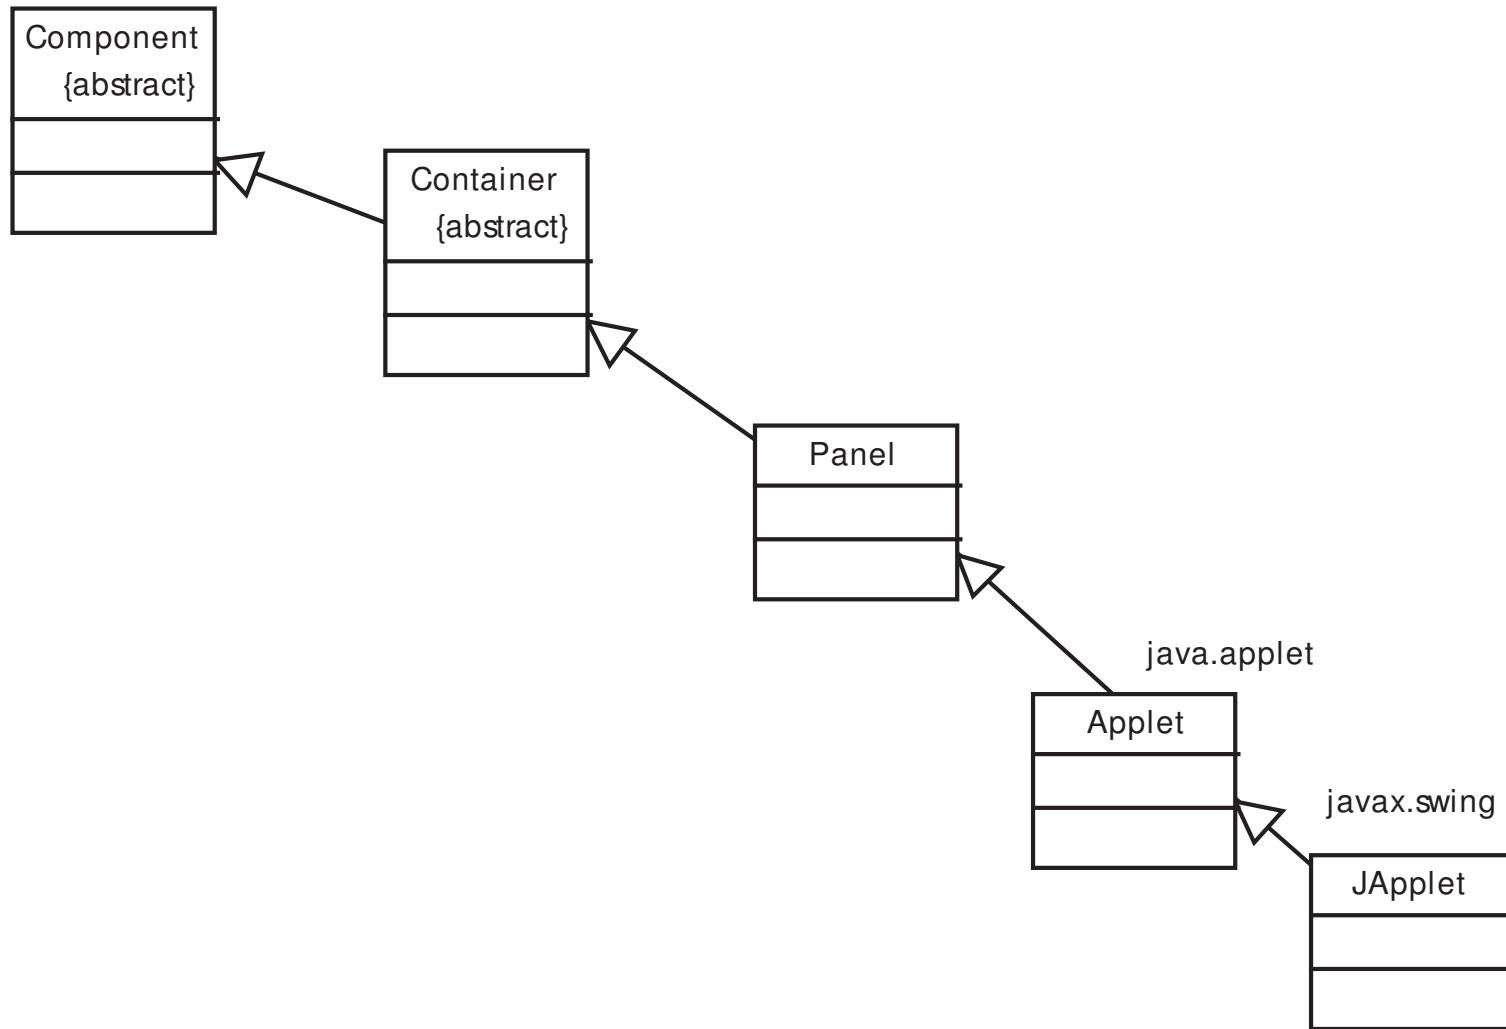 Component
{abstract}
Container
{abstract}
Panel
java.applet
Applet
javax.swing
JApplet